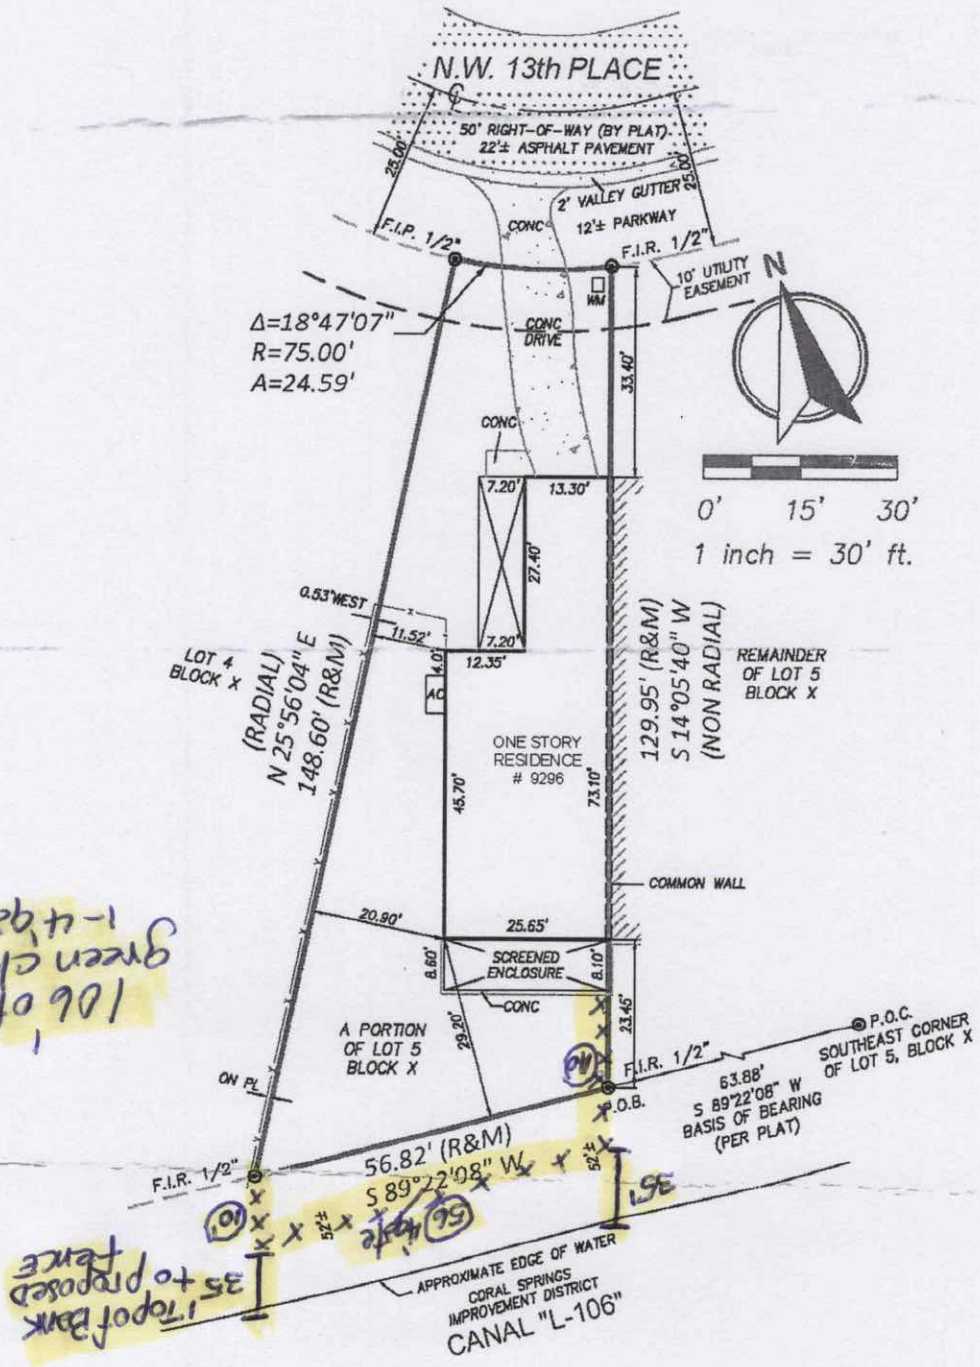 N.W. 13th PLACE
50' RIGHT-OF-WAY (BY PLAT)
22'± ASPHALT PAVEMENT
25.00'
25.00'
2' VALLEY GUTTER
12'± PARKWAY
CONC
F.I.P. 1/2"
F.I.R. 1/2"
10' UTILITY
EASEMENT
N
WM
Δ=18°47'07"
R=75.00'
A=24.59'
CONC
DRIVE
33.40'
CONC
7.20'
13.30'
0' 15' 30'
1 inch = 30' ft.
27.40'
0.53' WEST
11.52'
7.20'
12.35'
4.0'
AC
LOT 4
BLOCK X
(RADIAL)
N 25°56'04" E
148.60' (R&M)
129.95' (R&M)
S 14°05'40" W
(NON RADIAL)
REMAINDER
OF LOT 5
BLOCK X
ONE STORY
RESIDENCE
# 9296
45.70'
73.10'
COMMON WALL
20.90'
25.65'
8.60'
SCREENED
ENCLOSURE
8.10'
CONC
23.45'
29.20'
A PORTION
OF LOT 5
BLOCK X
106'
green
1-4'
ON PL
F.I.R. 1/2"
P.O.B.
P.O.C.
SOUTHEAST CORNER
OF LOT 5, BLOCK X
63.88'
S 89°22'08" W
BASIS OF BEARING
(PER PLAT)
56.82' (R&M)
S 89°22'08" W
F.I.R. 1/2"
10'
52'±
56
52'±
35'
35' Top of Bank
to proposed
fence
APPROXIMATE EDGE OF WATER
CORAL SPRINGS
IMPROVEMENT DISTRICT
CANAL "L-106"